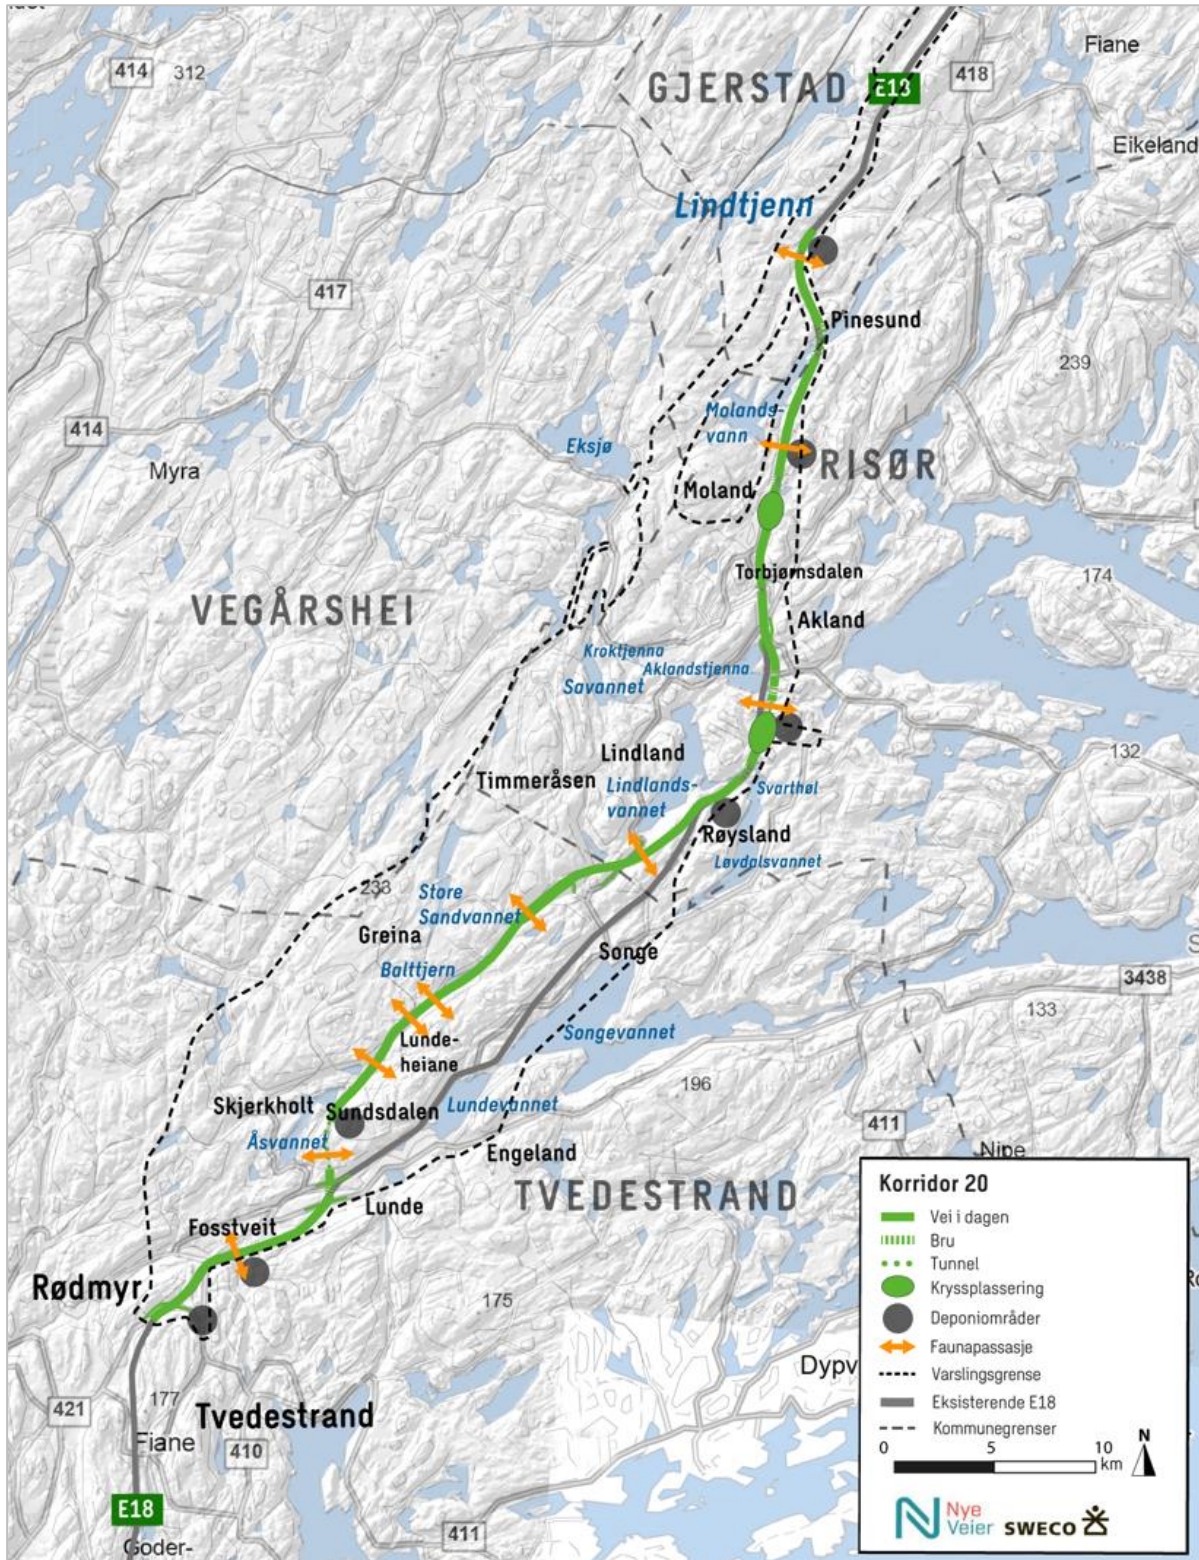 Fiane
414
312
GJERSTAD
E18
418
Eikeland
Lindtjenn
417
Pinesund
239
Molands-
vann
414
Eksjø
Myra
RISØR
Moland
Torbjørnsdalen
174
VEGÅRSHEI
Akland
Kroktjenna
Aklandstjenna
Savannet
Lindland
132
Timmeråsen
Lindlands-
vannet
Svarthøl
Røysland
Løvdalsvannet
233
Store
Sandvannet
Greina
Songe
Balttjern
3438
133
Lunde-
heiane
Songevannet
196
Skjerkholt
Sundsdalen
Lundevannet
411
Åsvannet
Engeland
Nipe
TVEDESTRAND
Lunde
Fosstveit
Rødmyr
175
Dypv
177
421
Tvedestrand
Fiane
410
E18
411
Goder-
Korridor 20
Vei i dagen
Bru
Tunnel
Kryssplassering
Deponiområder
Faunapassasje
Varslingsgrense
Eksisterende E18
Kommunegrenser
N
0 5 10
km
Nye
Veier
SWECO